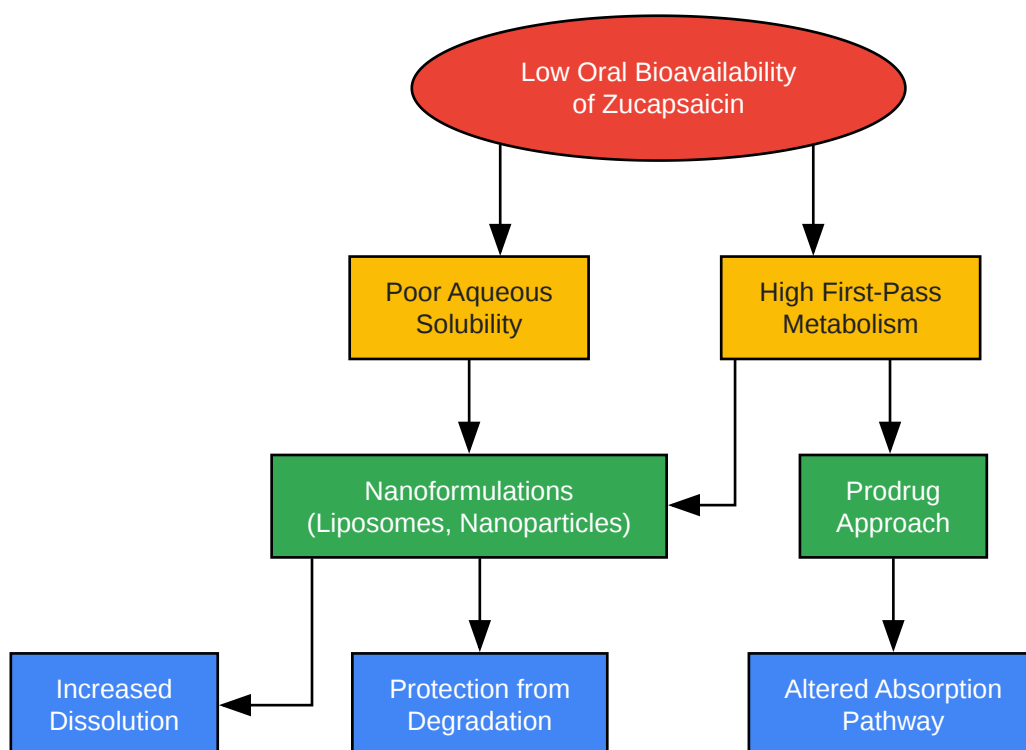 Low Oral Bioavailability
of Zucapsaicin
Poor Aqueous
Solubility
High First-Pass
Metabolism
Nanoformulations
(Liposomes, Nanoparticles)
Prodrug
Approach
Increased
Dissolution
Protection from
Degradation
Altered Absorption
Pathway